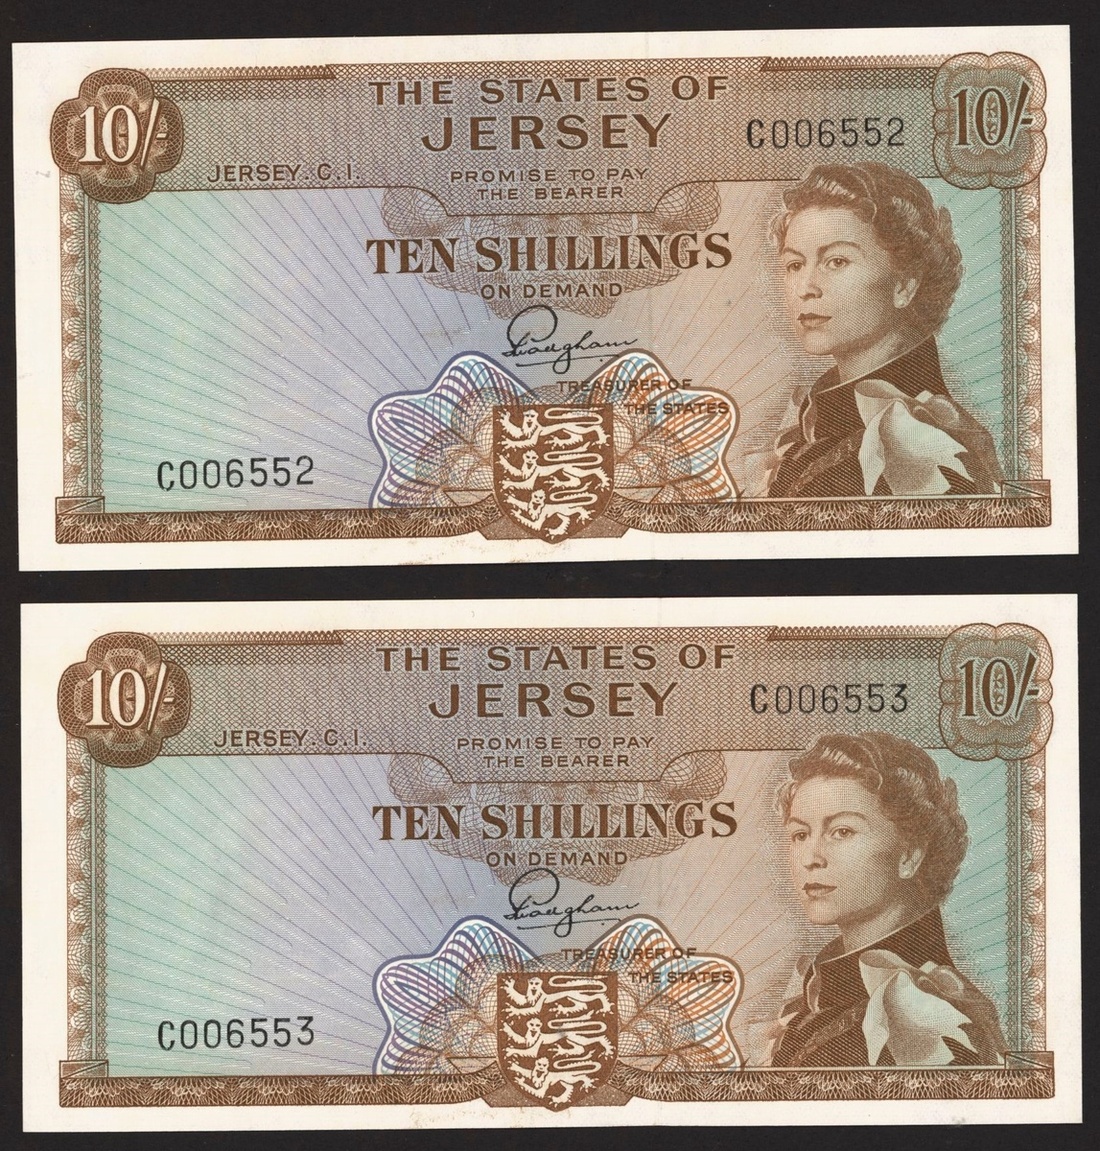 10/-
THE STATES OF
JERSEY
C006552
10/-
JERSEY. C.I.
PROMISE TO PAY
THE BEARER
TEN SHILLINGS
ON DEMAND
Padgham
TREASURER OF
THE STATES
C006552
10/-
THE STATES OF
JERSEY
C006553
10/-
JERSEY. C.I.
PROMISE TO PAY
THE BEARER
TEN SHILLINGS
ON DEMAND
Padgham
TREASURER OF
THE STATES
C006553